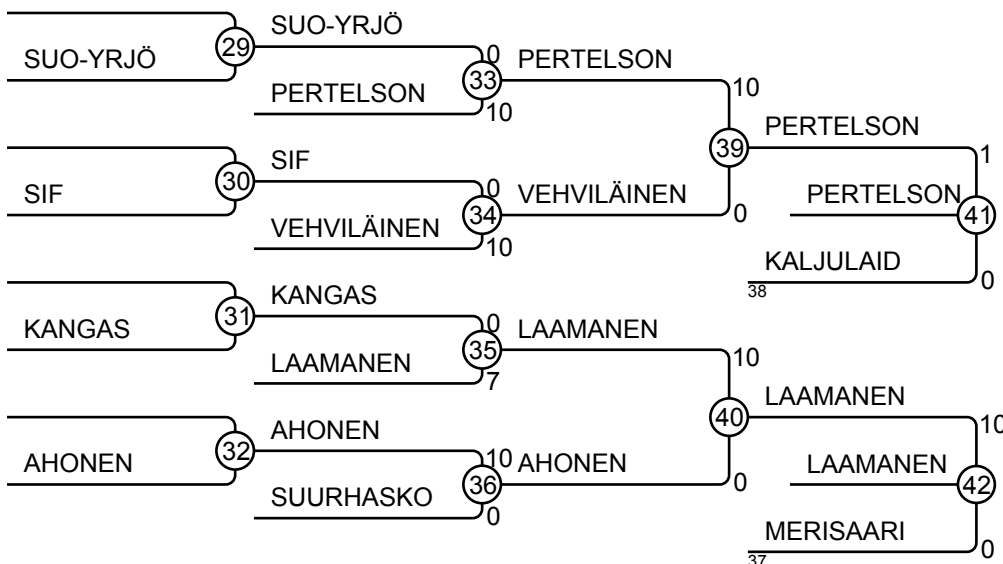 SUO-YRJÖ
29
SUO-YRJÖ
0
33
PERTELSON
10
PERTELSON
10
39
PERTELSON
SIF
30
SIF
0
34
VEHVILÄINEN
10
VEHVILÄINEN
0
1
PERTELSON
41
KALJULAID
38
0
KANGAS
31
KANGAS
0
35
LAAMANEN
7
LAAMANEN
10
40
LAAMANEN
AHONEN
32
AHONEN
10
36
SUURHASKO
0
AHONEN
0
10
LAAMANEN
42
MERISAARI
37
0